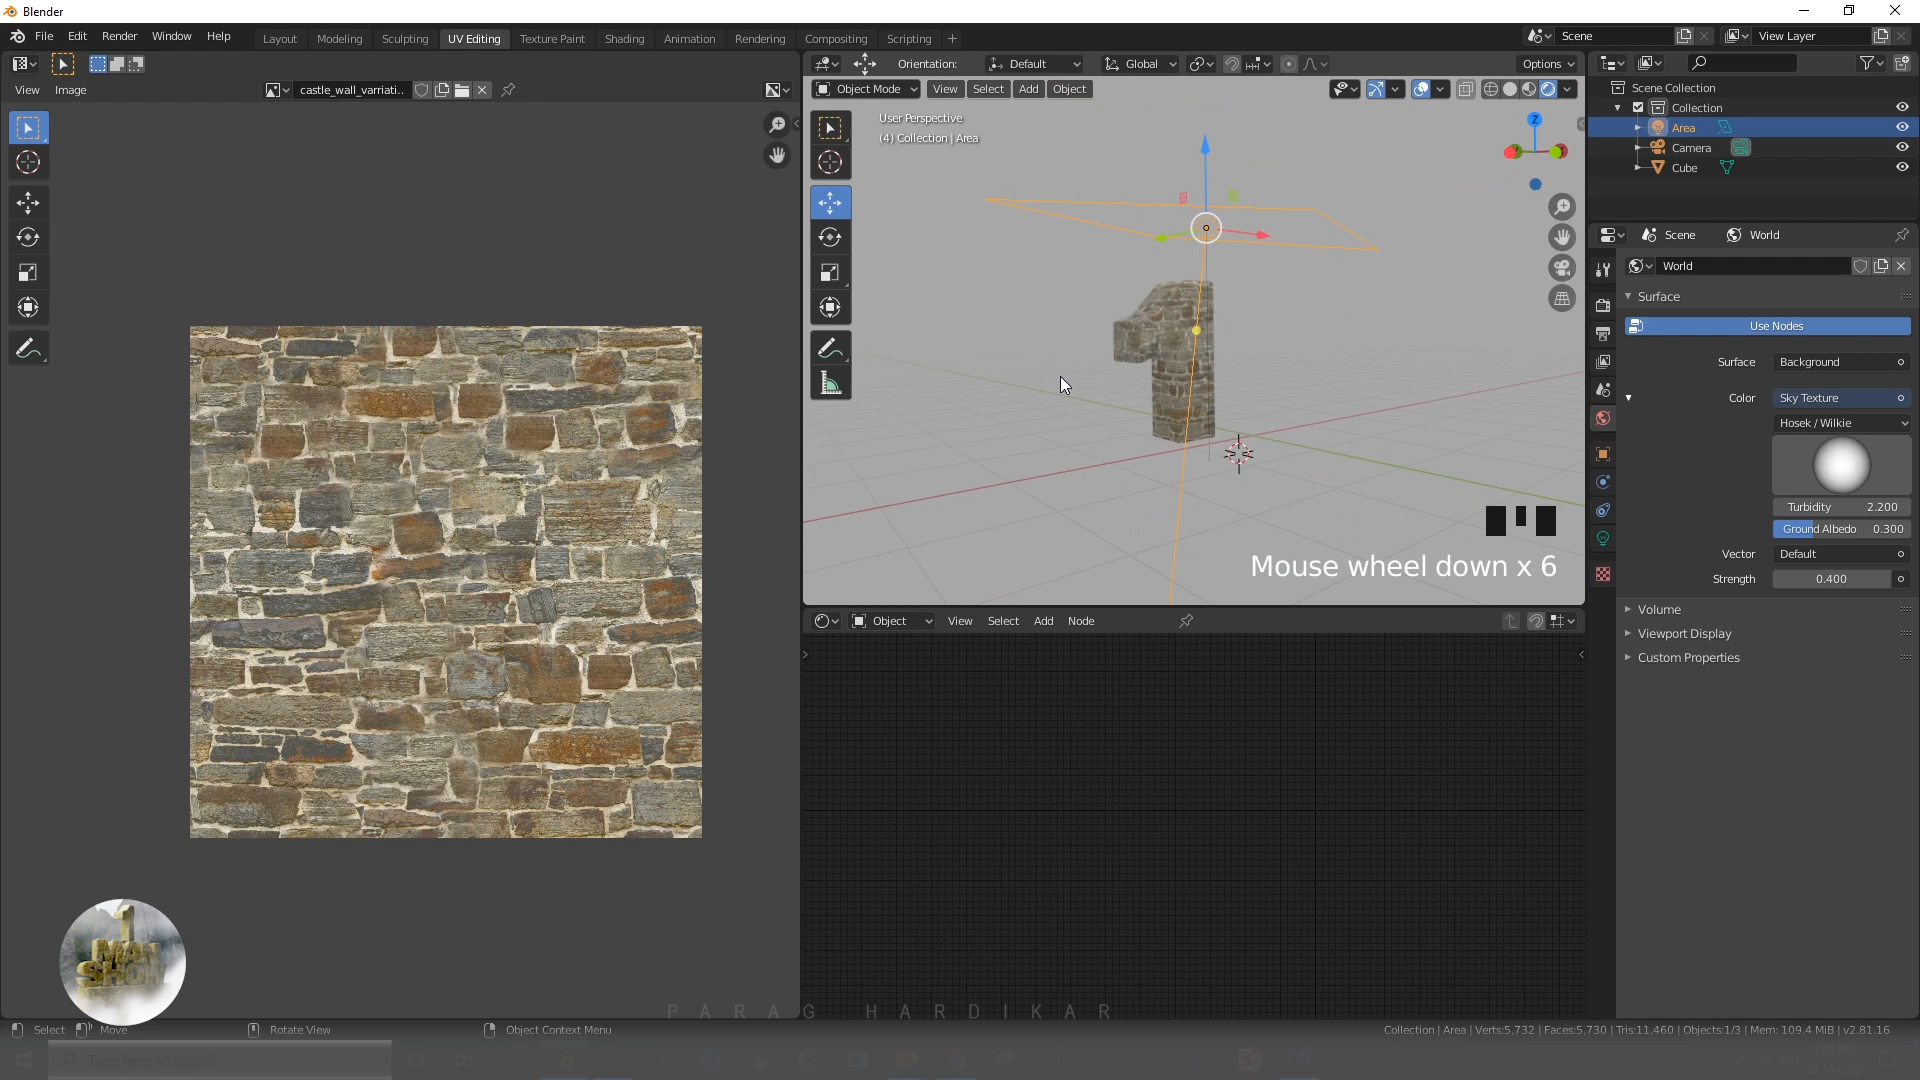 Blender
File Edit Render Window Help
Layout Modeling Sculpting UV Editing Texture Paint Shading Animation Rendering Compositing Scripting +
Scene
View Layer
Orientation: Default Global Options
View Image castle_wall_varriati..
Object Mode View Select Add Object
User Perspective
(4) Collection | Area
Z
Mouse wheel down x 6
Object View Select Add Node
Scene Collection
Collection
Area
Camera
Cube
Scene World
World
Surface
Use Nodes
Surface Background
Color Sky Texture
Hosek / Wilkie
Turbidity 2.200
Ground Albedo 0.300
Vector Default
Strength 0.400
Volume
Viewport Display
Custom Properties
1
MAN
SHOW
PARAG HARDIKAR
Select Move Rotate View Object Context Menu
Collection | Area | Verts:5,732 | Faces:5,730 | Tris:11,460 | Objects:1/3 | Mem: 109.4 MiB | v2.81.16
Type here to search